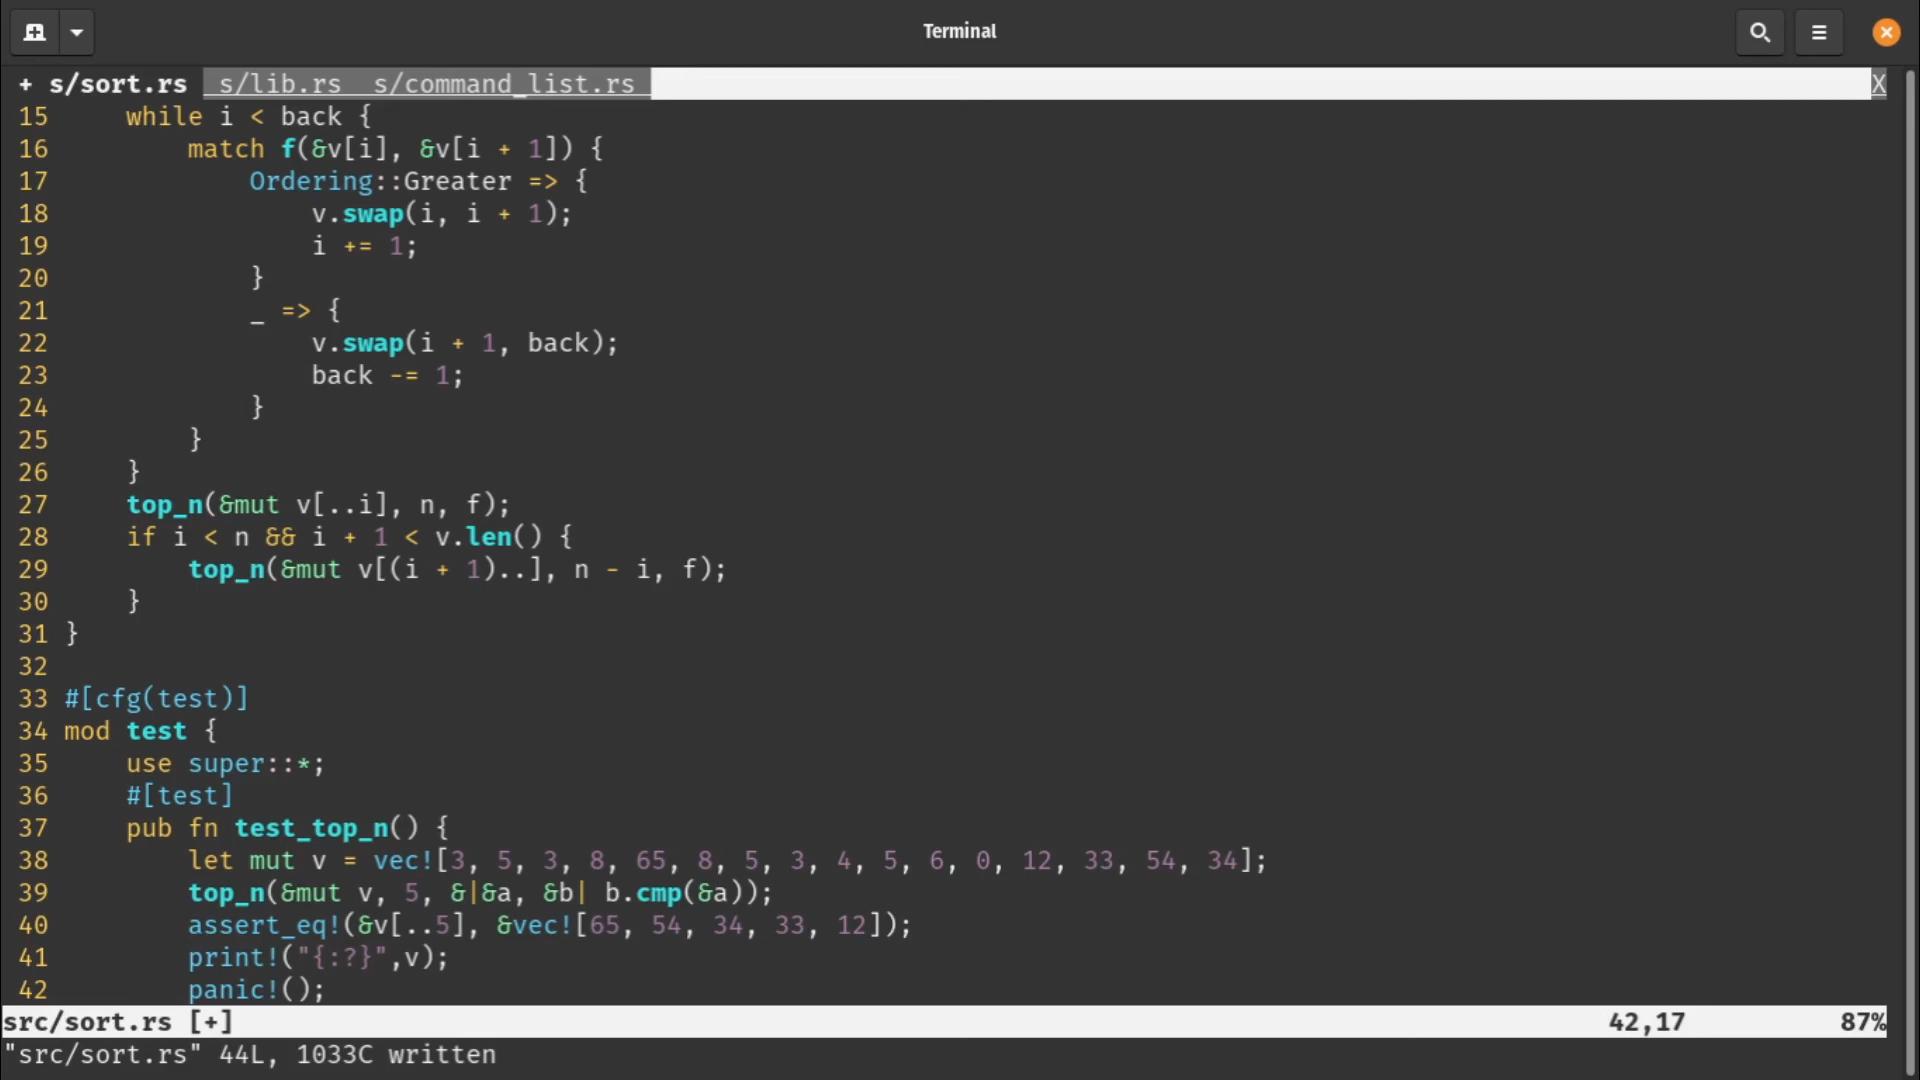 Terminal
+ s/sort.rs  s/lib.rs  s/command_list.rs X
15     while i < back {
16         match f(&v[i], &v[i + 1]) {
17             Ordering::Greater => {
18                 v.swap(i, i + 1);
19                 i += 1;
20             }
21             _ => {
22                 v.swap(i + 1, back);
23                 back -= 1;
24             }
25         }
26     }
27     top_n(&mut v[..i], n, f);
28     if i < n && i + 1 < v.len() {
29         top_n(&mut v[(i + 1)..], n - i, f);
30     }
31 }
32
33 #[cfg(test)]
34 mod test {
35     use super::*;
36     #[test]
37     pub fn test_top_n() {
38         let mut v = vec![3, 5, 3, 8, 65, 8, 5, 3, 4, 5, 6, 0, 12, 33, 54, 34];
39         top_n(&mut v, 5, &|&a, &b| b.cmp(&a));
40         assert_eq!(&v[..5], &vec![65, 54, 34, 33, 12]);
41         print!("{:?}",v);
42         panic!();
src/sort.rs [+] 42,17 87%
"src/sort.rs" 44L, 1033C written